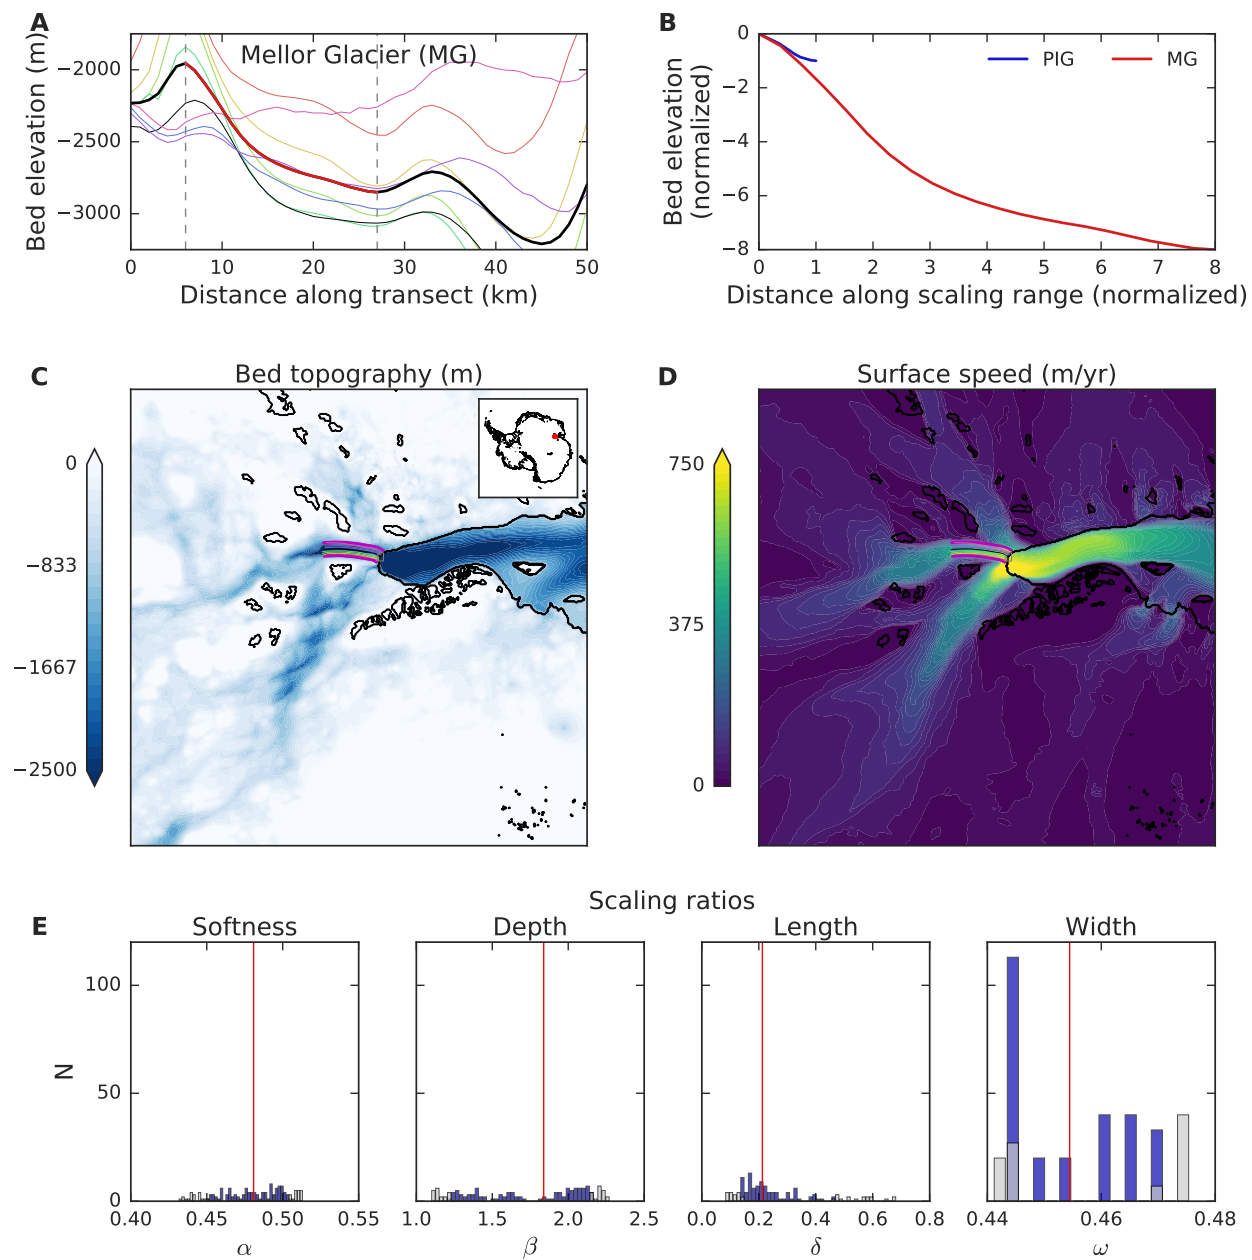 A
Mellor Glacier (MG)
Bed elevation (m)
−2000
−2500
−3000
0 10 20 30 40 50
Distance along transect (km)
B
PIG MG
Bed elevation
(normalized)
0
−2
−4
−6
−8
0 1 2 3 4 5 6 7 8
Distance along scaling range (normalized)
C
Bed topography (m)
0
−833
−1667
−2500
D
Surface speed (m/yr)
750
375
0
Scaling ratios
E
Softness Depth Length Width
N
100
50
0
0.40 0.45 0.50 0.55
α
1.0 1.5 2.0 2.5
β
0.0 0.2 0.4 0.6 0.8
δ
0.44 0.46 0.48
ω